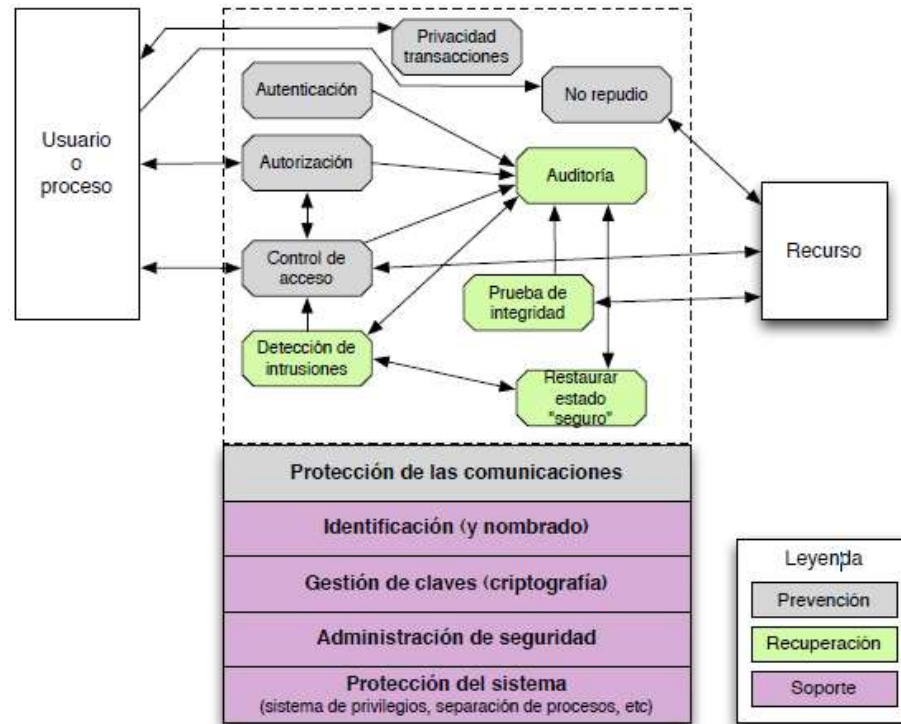 Privacidad
transacciones
Autenticación
No repudio
Usuario
o
proceso
Autorización
Auditoría
Recurso
Control de
acceso
Prueba de
integridad
Detección de
intrusiones
Restaurar
estado
"seguro"
Protección de las comunicaciones
Identificación (y nombrado)
Gestión de claves (criptografía)
Administración de seguridad
Protección del sistema
(sistema de privilegios, separación de procesos, etc)
Leyenda
Prevención
Recuperación
Soporte